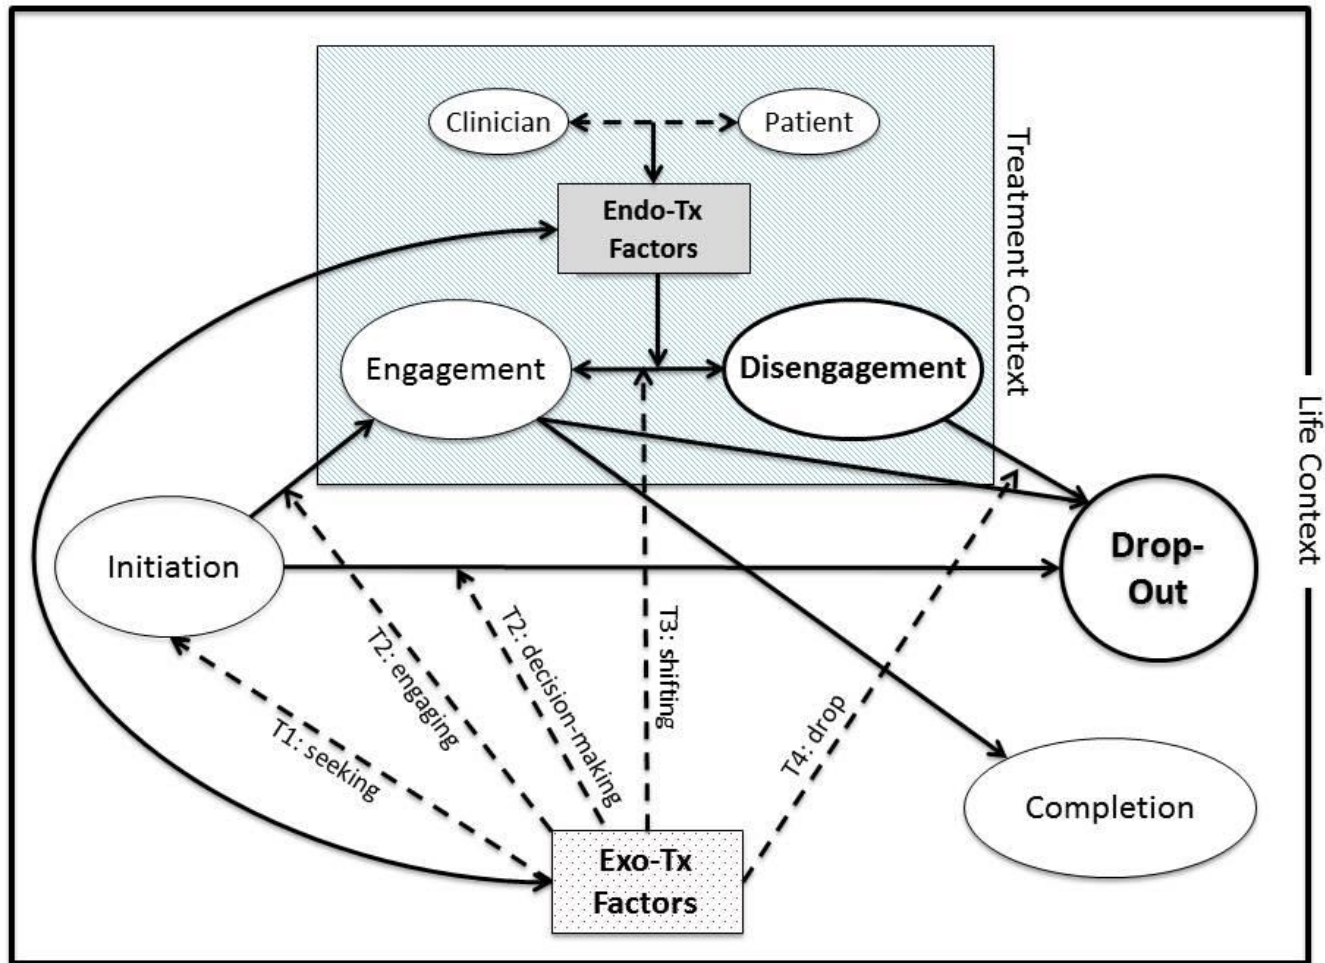 Clinician
Patient
Endo-Tx
Factors
Treatment Context
Engagement
Disengagement
Life Context
Initiation
Drop-
Out
T1: seeking
T2: engaging
T2: decision-making
T3: shifting
T4: drop
Completion
Exo-Tx
Factors